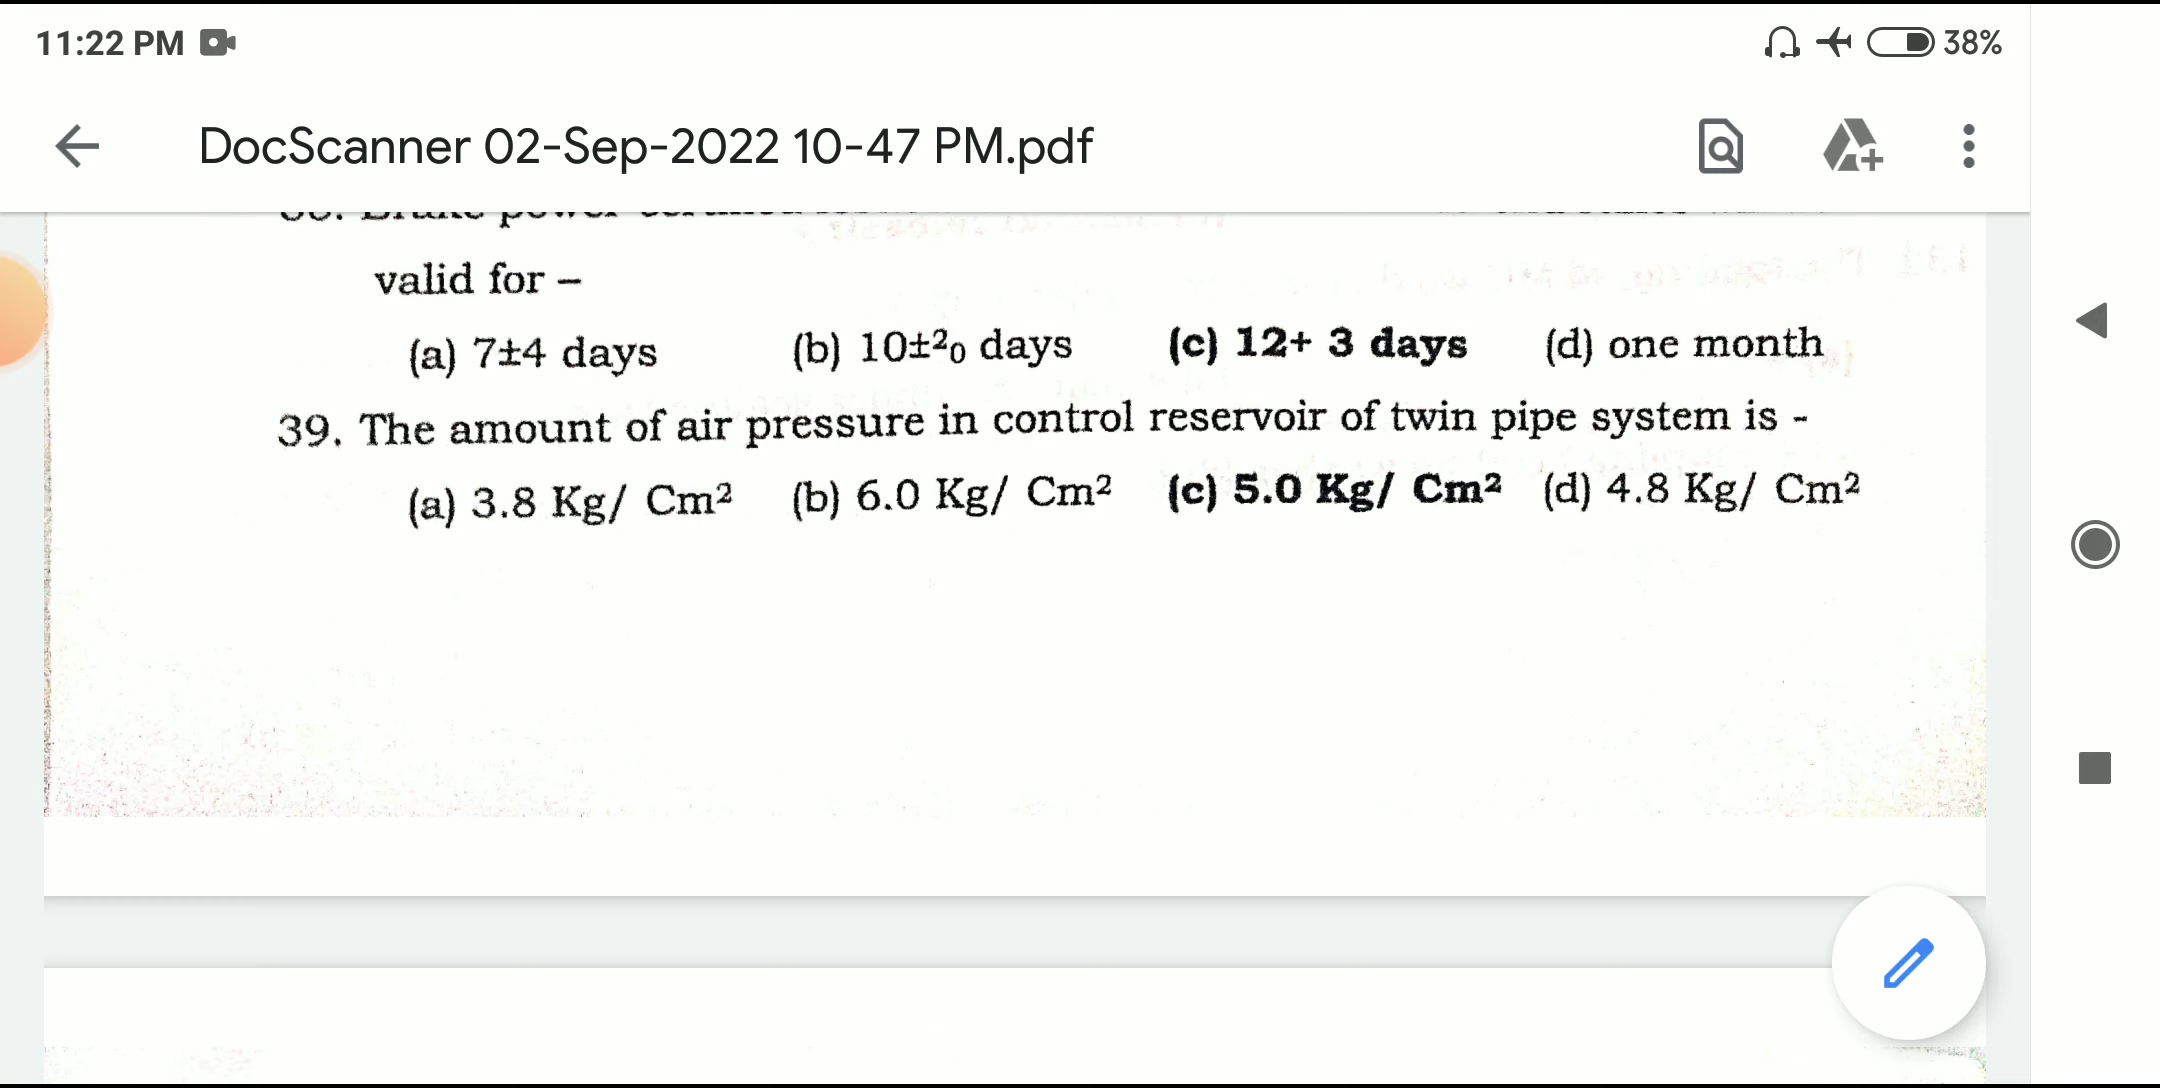 11:22 PM 38%
DocScanner 02-Sep-2022 10-47 PM.pdf
valid for –
(a) 7±4 days (b) 10±²₀ days (c) 12+ 3 days (d) one month
39. The amount of air pressure in control reservoir of twin pipe system is -
(a) 3.8 Kg/ Cm² (b) 6.0 Kg/ Cm² (c) 5.0 Kg/ Cm² (d) 4.8 Kg/ Cm²